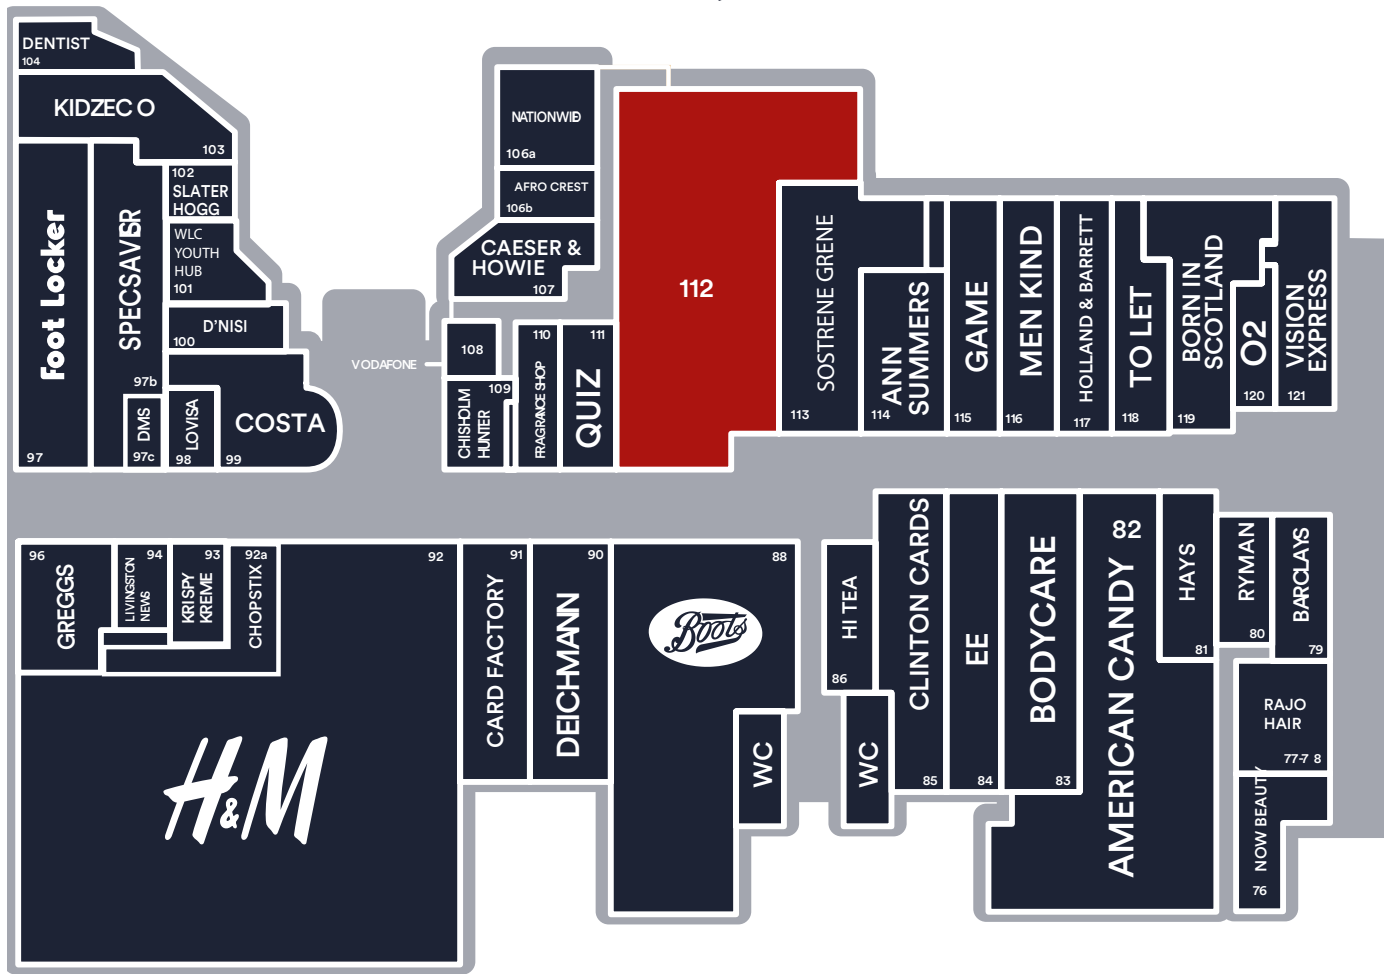 DENTIST
104
KIDZEC O
103
Foot Locker
97
SPECSAVER
97b
102
SLATER
HOGG
WLC
YOUTH
HUB
101
D'NISI
100
DMS
97c
LOVISA
98
COSTA
99
NATIONWID
106a
AFRO CREST
106b
CAESER &
HOWIE
107
VODAFONE
108
109
CHISHOLM
HUNTER
110
FRAGRANCE SHOP
111
QUIZ
112
SOSTRENE GRENE
113
ANN
SUMMERS
114
GAME
115
MEN KIND
116
HOLLAND & BARRETT
117
TO LET
118
BORN IN
SCOTLAND
119
O2
120
VISION
EXPRESS
121
96
GREGGS
94
LIVINGSTON
NEWS
93
KRISPY
KREME
92a
CHOPSTIX
92
H&M
91
CARD FACTORY
90
DEICHMANN
88
Boots
WC
HI TEA
86
WC
CLINTON CARDS
85
EE
84
BODYCARE
83
82
AMERICAN CANDY
HAYS
81
RYMAN
80
BARCLAYS
79
RAJO
HAIR
77-7 8
NOW BEAUTY
76